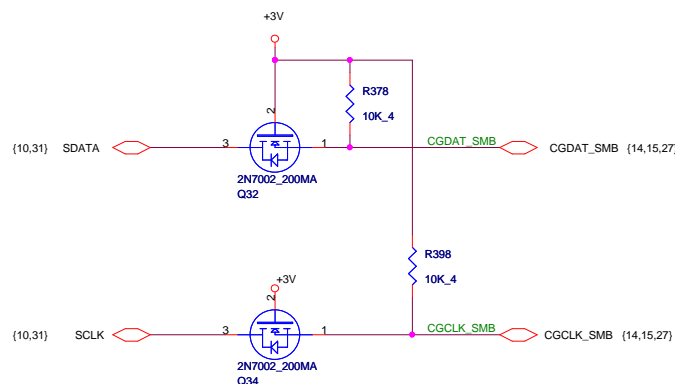 +3V
R378
10K_4
2
{10,31} SDATA
3
1
CGDAT_SMB
CGDAT_SMB {14,15,27}
2N7002_200MA
Q32
R398
10K_4
+3V
2
{10,31} SCLK
3
1
CGCLK_SMB
CGCLK_SMB {14,15,27}
2N7002_200MA
Q34